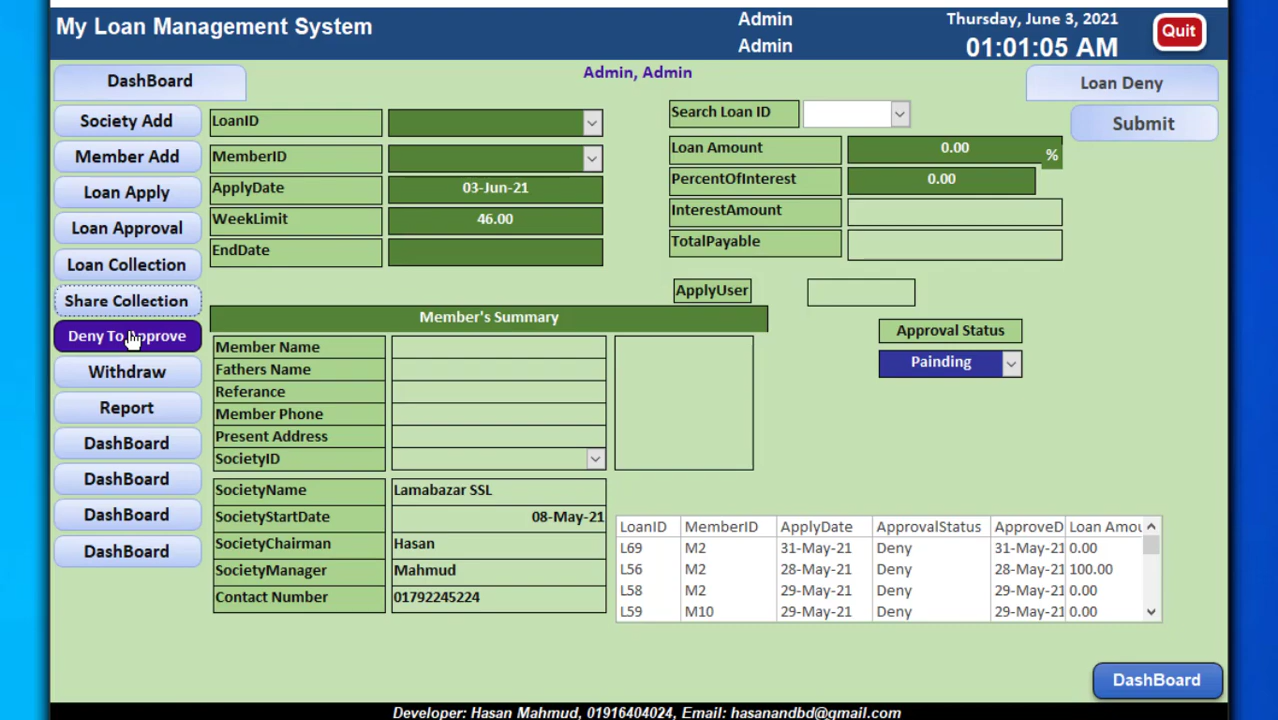 My Loan Management System
Admin
Admin
Thursday, June 3, 2021
01:01:05 AM
Quit
DashBoard
Admin, Admin
Loan Deny
Submit
Society Add
Member Add
Loan Apply
Loan Approval
Loan Collection
Share Collection
Deny To Approve
Withdraw
Report
DashBoard
DashBoard
DashBoard
DashBoard
LoanID
MemberID
ApplyDate 03-Jun-21
WeekLimit 46.00
EndDate
Search Loan ID
Loan Amount 0.00 %
PercentOfInterest 0.00
InterestAmount
TotalPayable
ApplyUser
Member's Summary
Approval Status
Painding
Member Name
Fathers Name
Referance
Member Phone
Present Address
SocietyID
SocietyName Lamabazar SSL
SocietyStartDate 08-May-21
SocietyChairman Hasan
SocietyManager Mahmud
Contact Number 01792245224
LoanID MemberID ApplyDate ApprovalStatus ApproveD Loan Amou
L69 M2 31-May-21 Deny 31-May-21 0.00
L56 M2 28-May-21 Deny 28-May-21 100.00
L58 M2 29-May-21 Deny 29-May-21 0.00
L59 M10 29-May-21 Deny 29-May-21 0.00
DashBoard
Developer: Hasan Mahmud, 01916404024, Email: hasanandbd@gmail.com